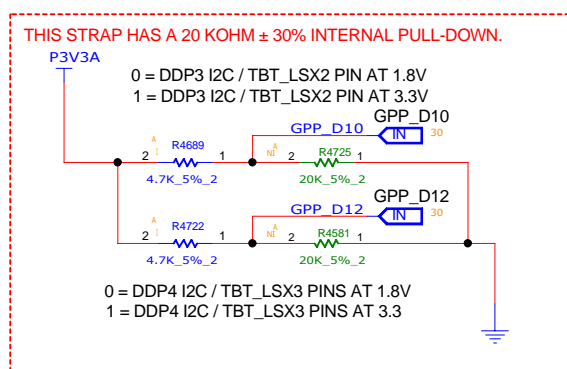 THIS STRAP HAS A 20 KOHM ± 30% INTERNAL PULL-DOWN.
P3V3A
0 = DDP3 I2C / TBT_LSX2 PIN AT 1.8V
1 = DDP3 I2C / TBT_LSX2 PIN AT 3.3V
GPP_D10
GPP_D10 IN 30
A I R4689 A NI R4725
2 1 2 1
4.7K_5%_2 20K_5%_2
GPP_D12
GPP_D12 IN 30
A I R4722 A NI R4581
2 1 2 1
4.7K_5%_2 20K_5%_2
0 = DDP4 I2C / TBT_LSX3 PINS AT 1.8V
1 = DDP4 I2C / TBT_LSX3 PINS AT 3.3